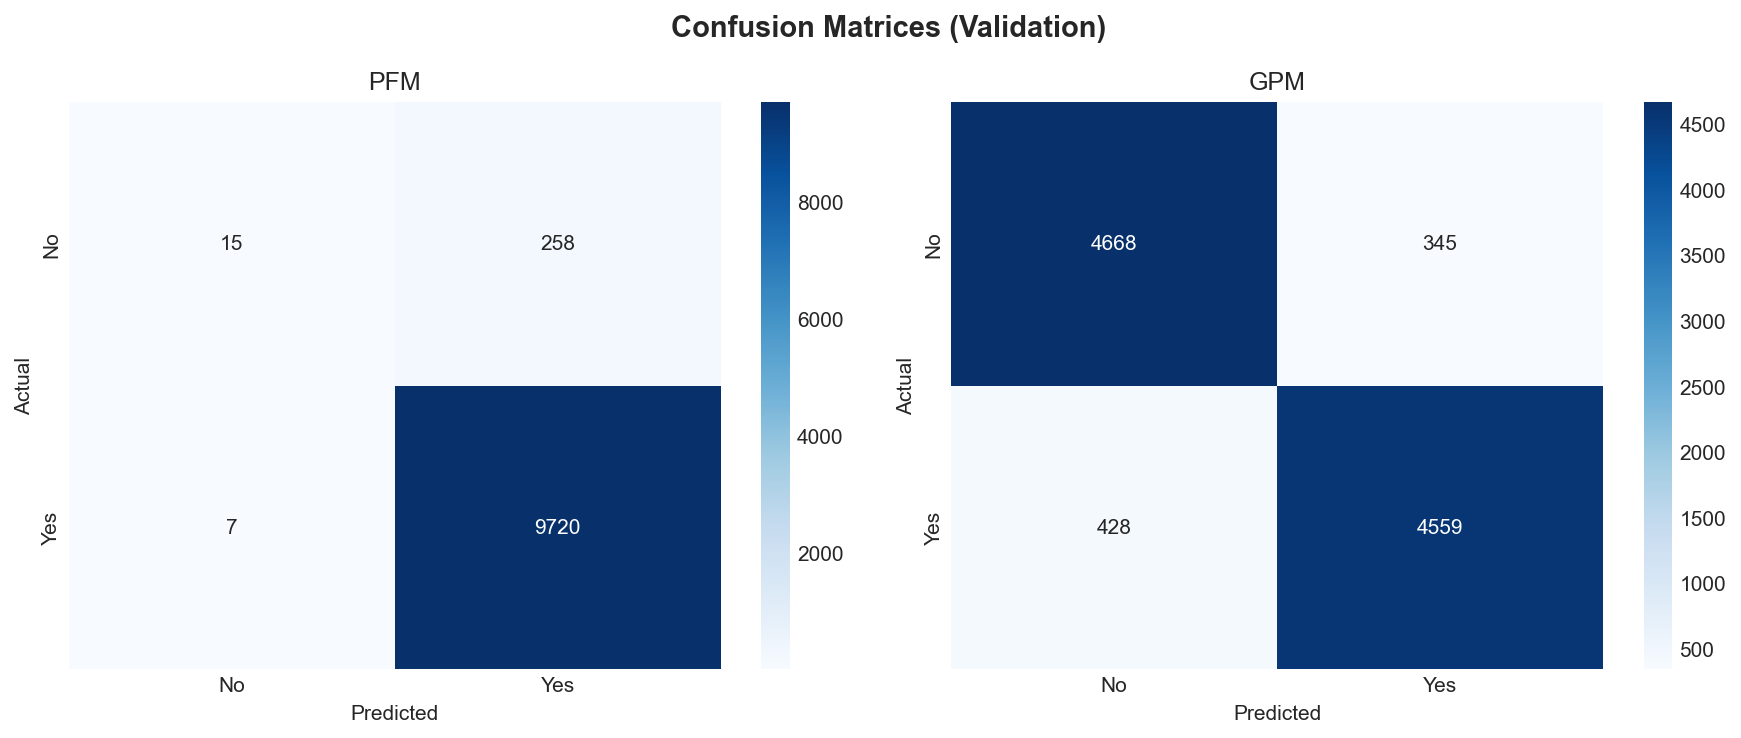 Confusion Matrices (Validation)
PFM
No
15
258
Actual
Yes
7
9720
No
Yes
Predicted
8000
6000
4000
2000
GPM
No
4668
345
Actual
Yes
428
4559
No
Yes
Predicted
4500
4000
3500
3000
2500
2000
1500
1000
500